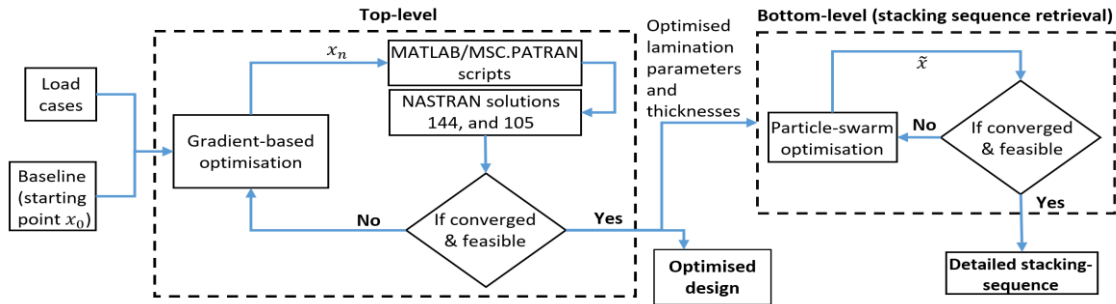 Top-level
Load
cases
Baseline
(starting
point x₀)
Gradient-based
optimisation
xₙ
MATLAB/MSC.PATRAN
scripts
NASTRAN solutions
144, and 105
If converged
& feasible
No
Yes
Optimised
design
Optimised
lamination
parameters
and
thicknesses
Bottom-level (stacking sequence retrieval)
x̃
Particle-swarm
optimisation
No
If converged
& feasible
Yes
Detailed stacking-
sequence